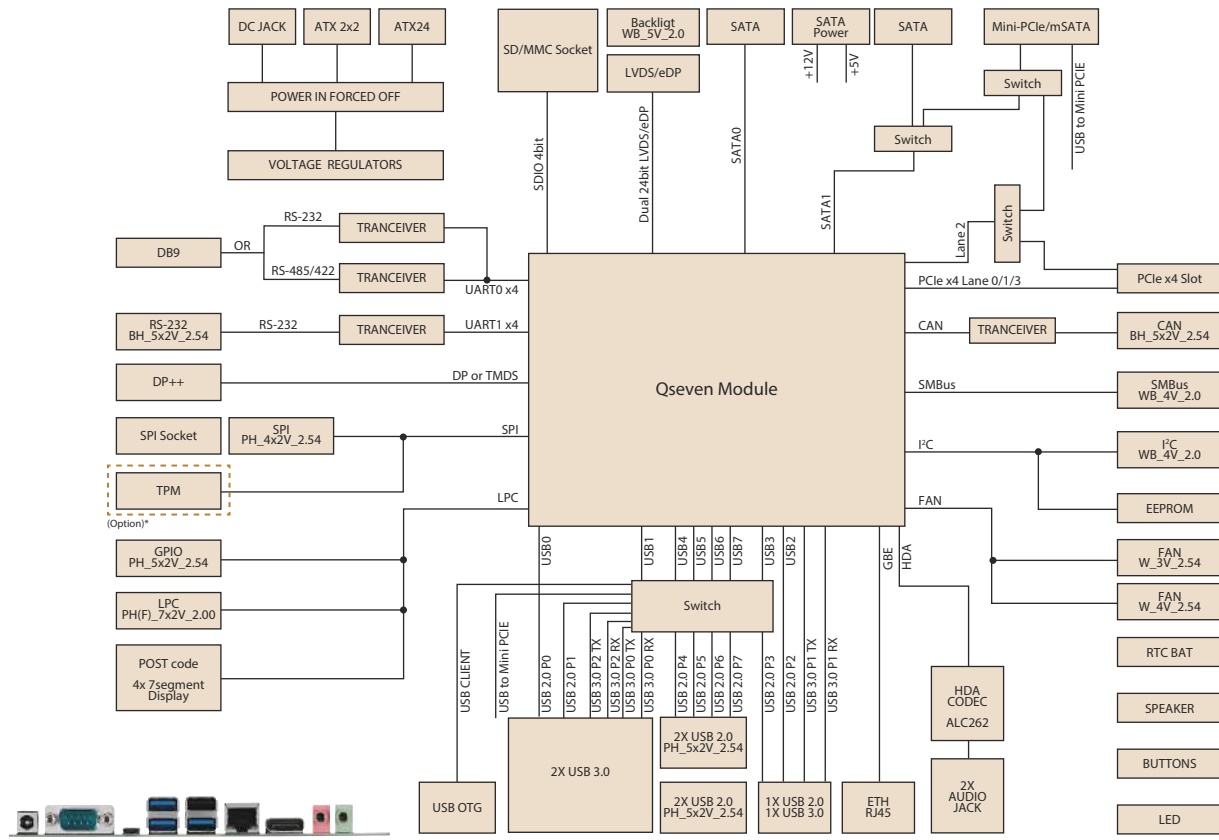 DC JACK
ATX 2x2
ATX24
POWER IN FORCED OFF
VOLTAGE REGULATORS
SD/MMC Socket
Backligt
WB_5V_2.0
LVDS/eDP
SATA
SATA
Power
SATA
Mini-PCIe/mSATA
+12V
+5V
Switch
Switch
USB to Mini PCIE
SDIO 4bit
Dual 24bit LVDS/eDP
SATA0
SATA1
Lane 2
Switch
DB9
OR
RS-232
TRANCEIVER
RS-485/422
TRANCEIVER
UART0 x4
RS-232
BH_5x2V_2.54
RS-232
TRANCEIVER
UART1 x4
DP++
DP or TMDS
SPI Socket
SPI
PH_4x2V_2.54
SPI
TPM
(Option)*
LPC
GPIO
PH_5x2V_2.54
LPC
PH(F)_7x2V_2.00
POST code
4x 7segment
Display
Qseven Module
PCIe x4 Lane 0/1/3
PCIe x4 Slot
CAN
TRANCEIVER
CAN
BH_5x2V_2.54
SMBus
SMBus
WB_4V_2.0
I²C
I²C
WB_4V_2.0
EEPROM
FAN
FAN
W_3V_2.54
FAN
W_4V_2.54
RTC BAT
SPEAKER
BUTTONS
LED
USB0
USB1
USB4
USB5
USB6
USB7
USB3
USB2
GBE
HDA
Switch
USB CLIENT
USB to Mini PCIE
USB 2.0 P0
USB 2.0 P1
USB 3.0 P2 TX
USB 3.0 P2 RX
USB 3.0 P0 TX
USB 3.0 P0 RX
USB 2.0 P4
USB 2.0 P5
USB 2.0 P6
USB 2.0 P7
USB 2.0 P3
USB 2.0 P2
USB 3.0 P1 TX
USB 3.0 P1 RX
HDA
CODEC
ALC262
USB OTG
2X USB 3.0
2X USB 2.0
PH_5x2V_2.54
2X USB 2.0
PH_5x2V_2.54
1X USB 2.0
1X USB 3.0
ETH
RJ45
2X
AUDIO
JACK